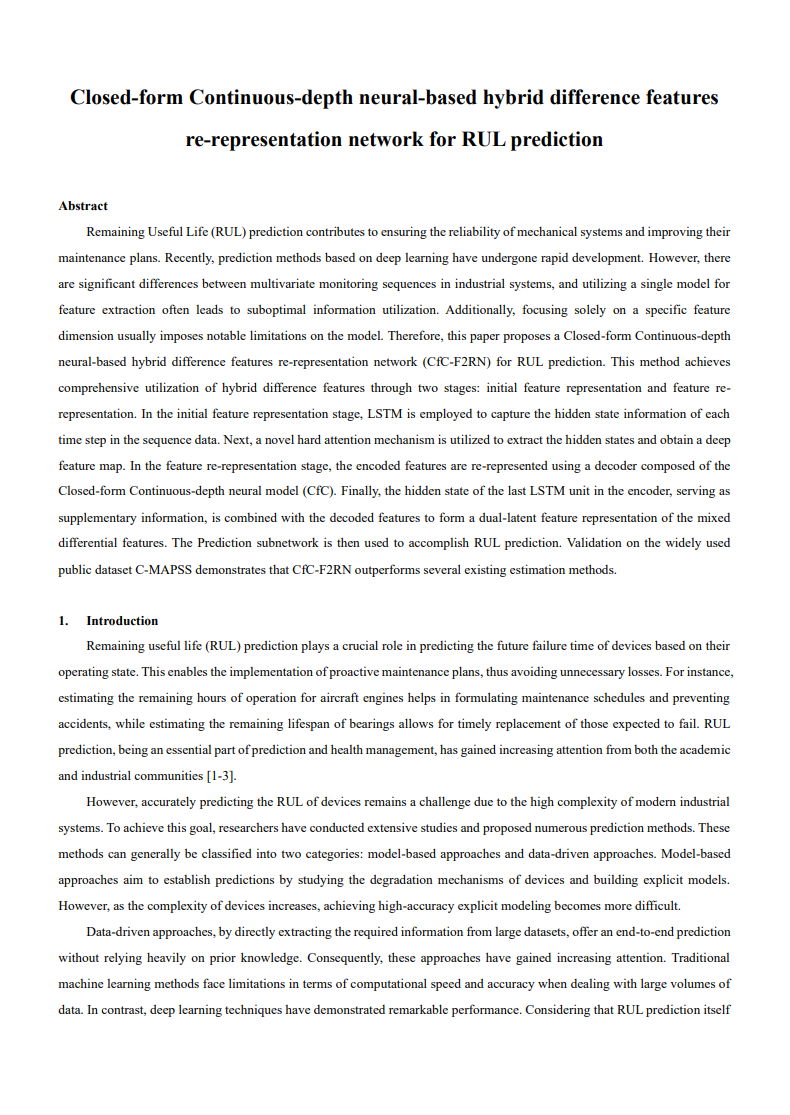 Closed-form Continuous-depth neural-based hybrid difference features
re-representation network for RUL prediction
Abstract
Remaining Useful Life (RUL) prediction contributes to ensuring the reliability of mechanical systems and improving their
maintenance plans. Recently, prediction methods based on deep learning have undergone rapid development. However, there
are significant differences between multivariate monitoring sequences in industrial systems, and utilizing a single model for
feature extraction often leads to suboptimal information utilization. Additionally, focusing solely on a specific feature
dimension usually imposes notable limitations on the model. Therefore, this paper proposes a Closed-form Continuous-depth
neural-based hybrid difference features re-representation network (CfC-F2RN) for RUL prediction. This method achieves
comprehensive utilization of hybrid difference features through two stages: initial feature representation and feature re-
representation. In the initial feature representation stage, LSTM is employed to capture the hidden state information of each
time step in the sequence data. Next, a novel hard attention mechanism is utilized to extract the hidden states and obtain a deep
feature map. In the feature re-representation stage, the encoded features are re-represented using a decoder composed of the
Closed-form Continuous-depth neural model (CfC). Finally, the hidden state of the last LSTM unit in the encoder, serving as
supplementary information, is combined with the decoded features to form a dual-latent feature representation of the mixed
differential features. The Prediction subnetwork is then used to accomplish RUL prediction. Validation on the widely used
public dataset C-MAPSS demonstrates that CfC-F2RN outperforms several existing estimation methods.
1. Introduction
Remaining useful life (RUL) prediction plays a crucial role in predicting the future failure time of devices based on their
operating state. This enables the implementation of proactive maintenance plans, thus avoiding unnecessary losses. For instance,
estimating the remaining hours of operation for aircraft engines helps in formulating maintenance schedules and preventing
accidents, while estimating the remaining lifespan of bearings allows for timely replacement of those expected to fail. RUL
prediction, being an essential part of prediction and health management, has gained increasing attention from both the academic
and industrial communities [1-3].
However, accurately predicting the RUL of devices remains a challenge due to the high complexity of modern industrial
systems. To achieve this goal, researchers have conducted extensive studies and proposed numerous prediction methods. These
methods can generally be classified into two categories: model-based approaches and data-driven approaches. Model-based
approaches aim to establish predictions by studying the degradation mechanisms of devices and building explicit models.
However, as the complexity of devices increases, achieving high-accuracy explicit modeling becomes more difficult.
Data-driven approaches, by directly extracting the required information from large datasets, offer an end-to-end prediction
without relying heavily on prior knowledge. Consequently, these approaches have gained increasing attention. Traditional
machine learning methods face limitations in terms of computational speed and accuracy when dealing with large volumes of
data. In contrast, deep learning techniques have demonstrated remarkable performance. Considering that RUL prediction itself